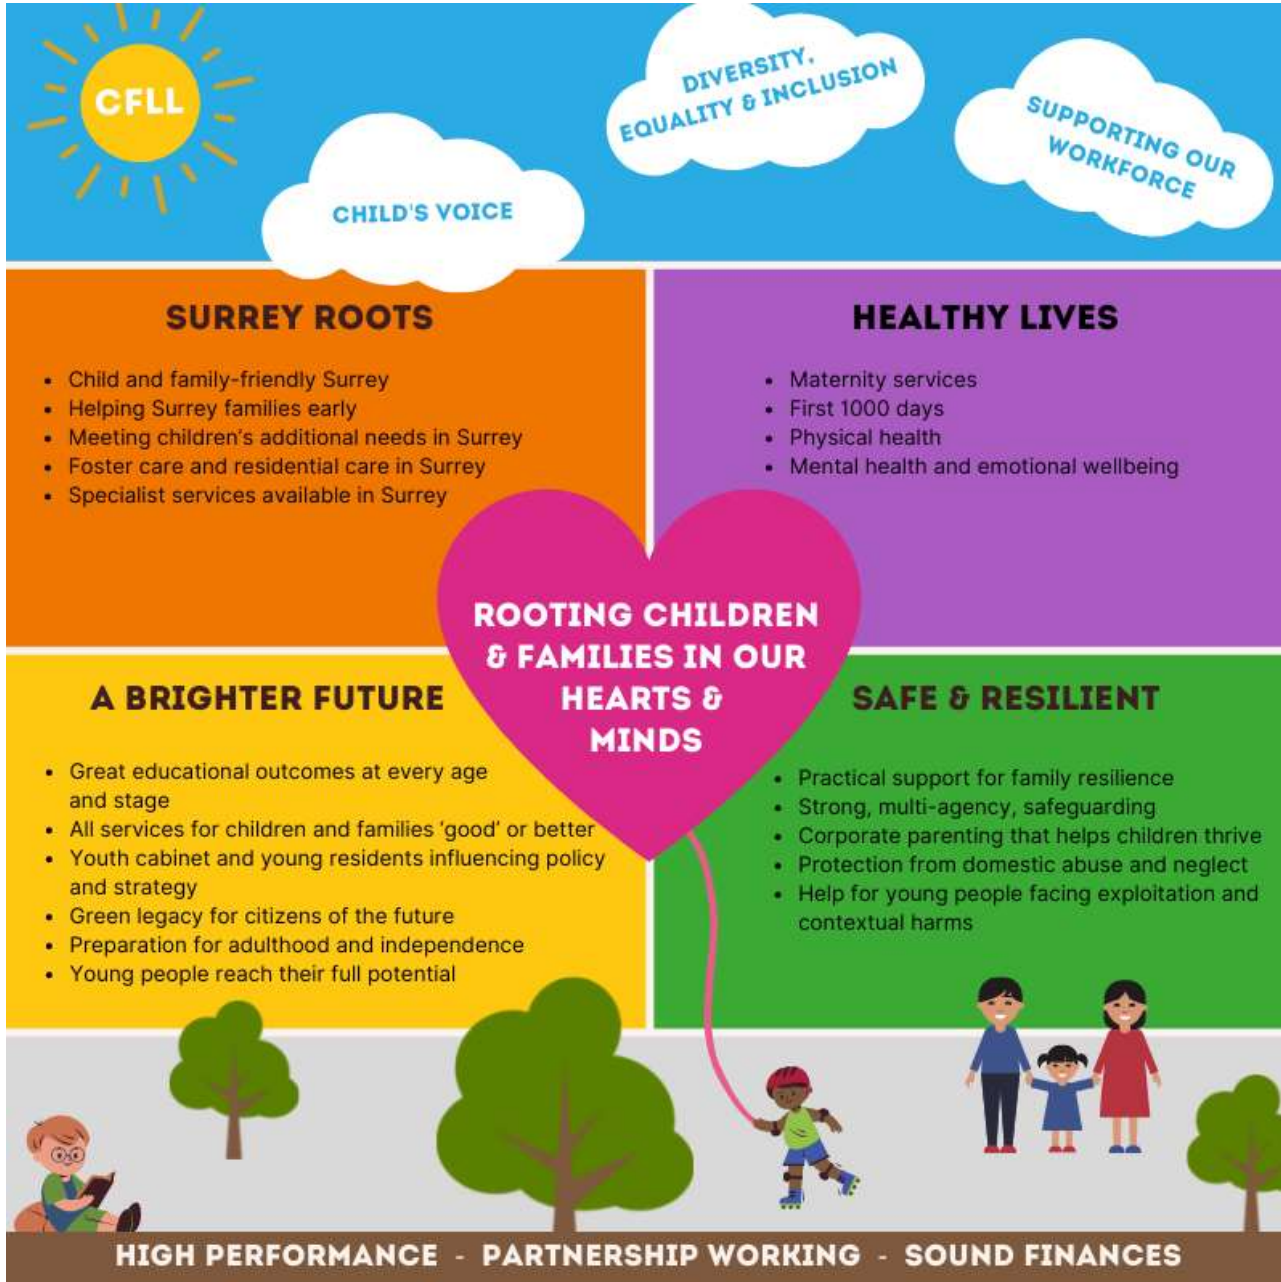 CFLL
CHILD'S VOICE
DIVERSITY,
EQUALITY & INCLUSION
SUPPORTING OUR
WORKFORCE
SURREY ROOTS
• Child and family-friendly Surrey
• Helping Surrey families early
• Meeting children's additional needs in Surrey
• Foster care and residential care in Surrey
• Specialist services available in Surrey
HEALTHY LIVES
• Maternity services
• First 1000 days
• Physical health
• Mental health and emotional wellbeing
ROOTING CHILDREN
& FAMILIES IN OUR
HEARTS &
MINDS
A BRIGHTER FUTURE
• Great educational outcomes at every age
and stage
• All services for children and families ‘good’ or better
• Youth cabinet and young residents influencing policy
and strategy
• Green legacy for citizens of the future
• Preparation for adulthood and independence
• Young people reach their full potential
SAFE & RESILIENT
• Practical support for family resilience
• Strong, multi-agency, safeguarding
• Corporate parenting that helps children thrive
• Protection from domestic abuse and neglect
• Help for young people facing exploitation and
contextual harms
HIGH PERFORMANCE - PARTNERSHIP WORKING - SOUND FINANCES